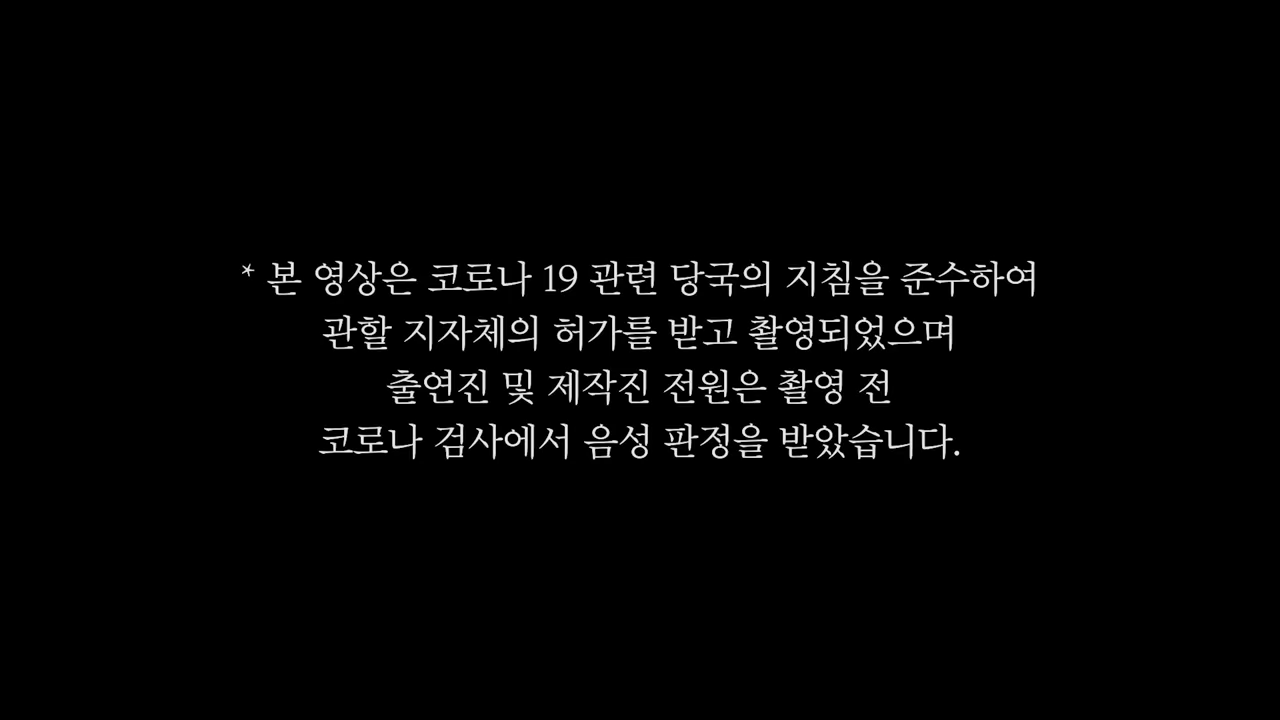 * 본 영상은 코로나 19 관련 당국의 지침을 준수하여
관할 지자체의 허가를 받고 촬영되었으며
출연진 및 제작진 전원은 촬영 전
코로나 검사에서 음성 판정을 받았습니다.